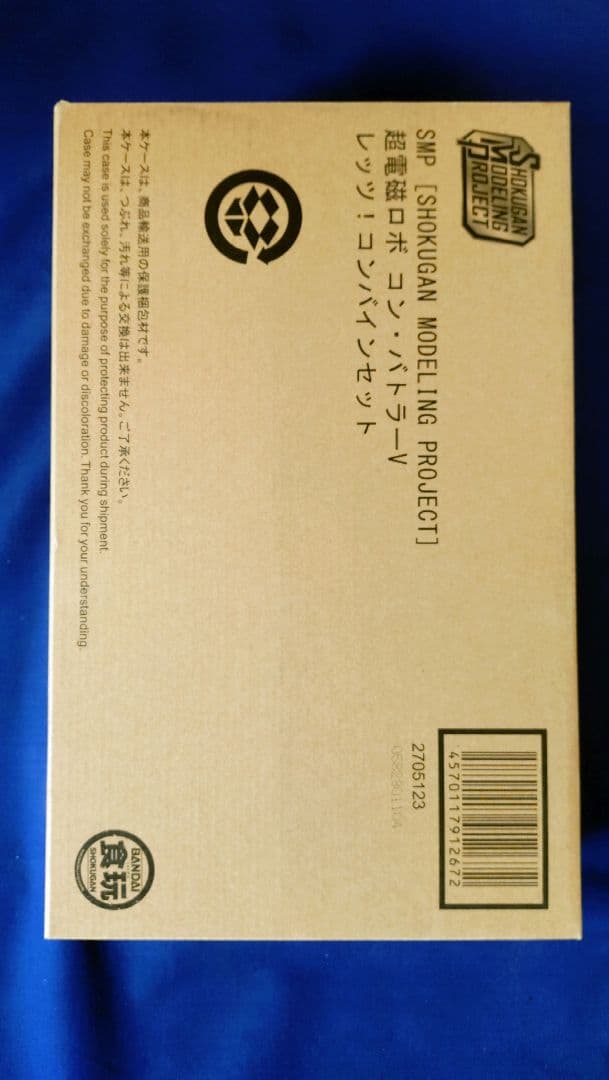 SHOKUGAN
MODELING
PROJECT
SMP [SHOKUGAN MODELING PROJECT]
超電磁ロボ コン・バトラーV
レッツ！コンバインセット
4570117912672
2705123
本ケースは、商品輸送用の保護梱包材です。
本ケースは、つぶれ。汚れ等による交換は出来ません。ご了承ください。
This case is used solely for the purpose of protecting product during shipment.
Case may not be exchanged due to damage or discoloration. Thank you for your understanding.
BANDAI
食玩
SHOKUGAN